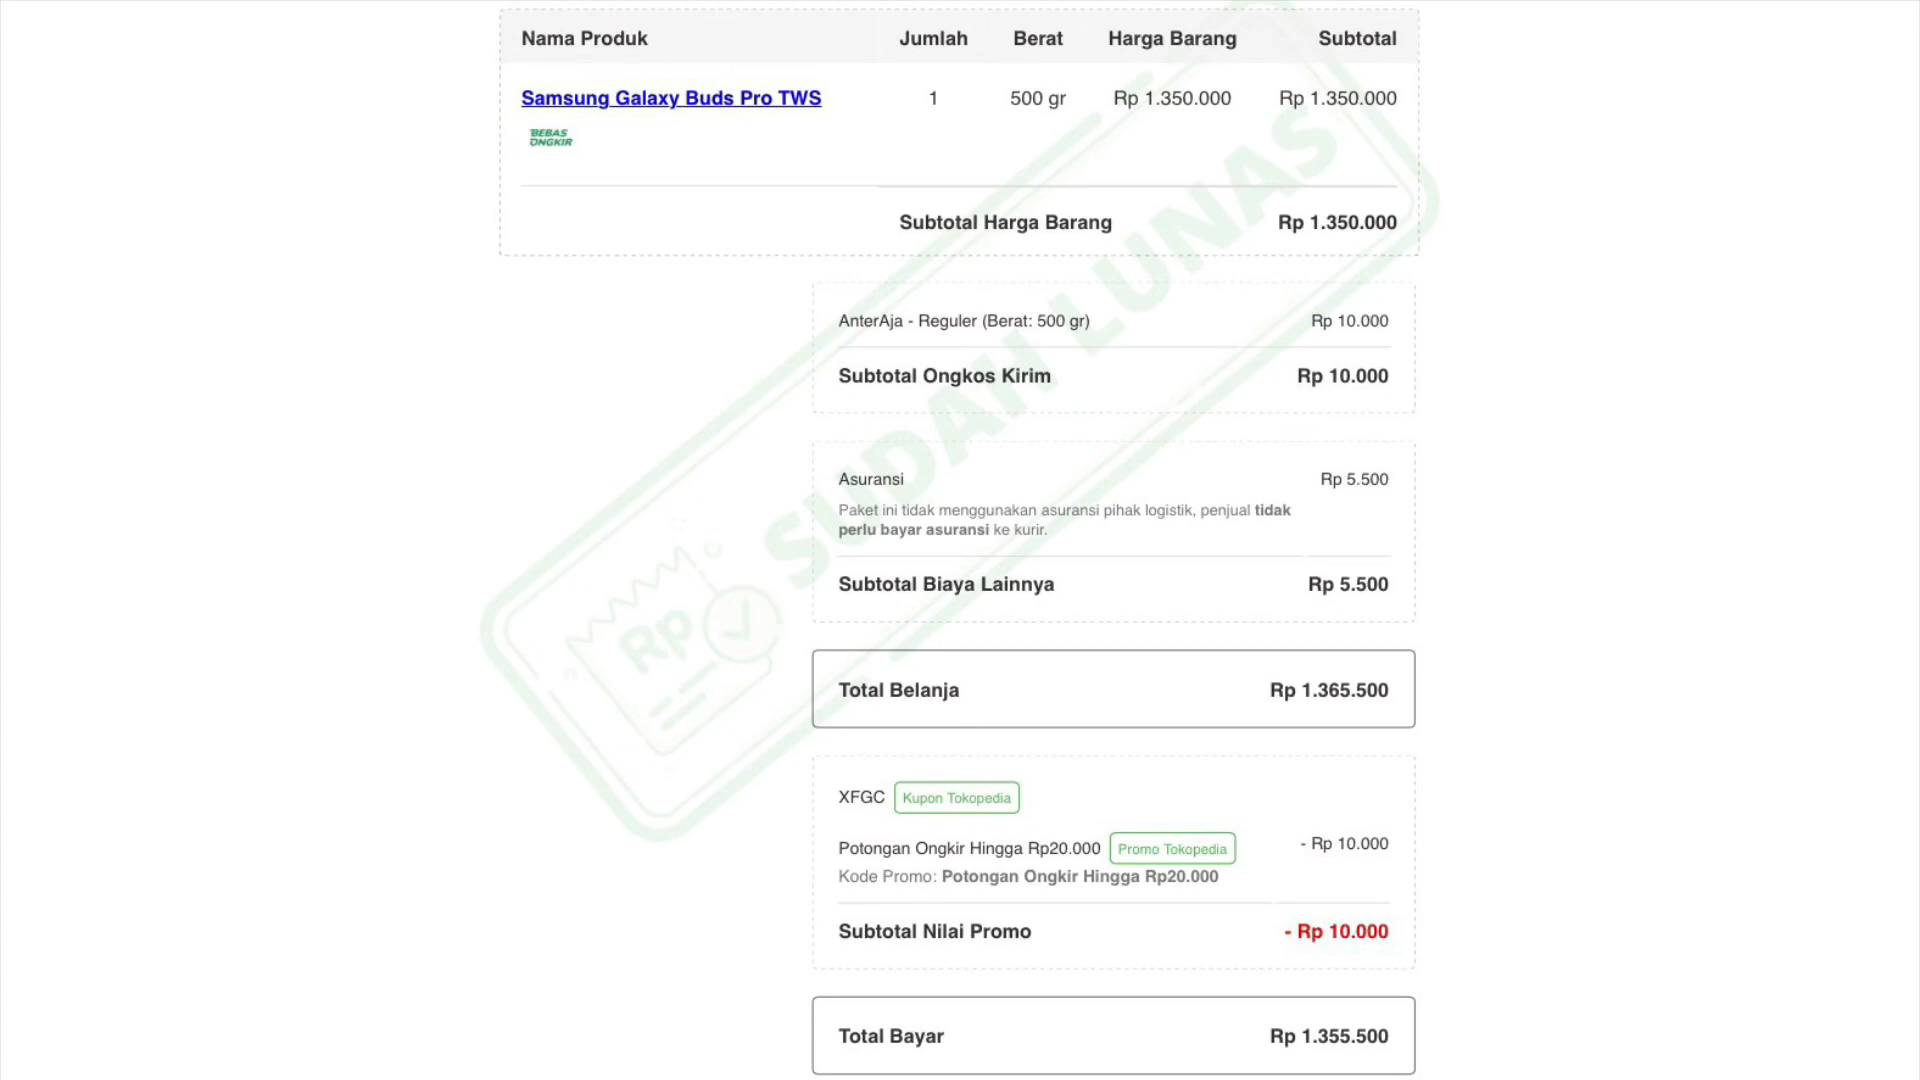 Nama Produk Jumlah Berat Harga Barang Subtotal
Samsung Galaxy Buds Pro TWS 1 500 gr Rp 1.350.000 Rp 1.350.000
BEBAS
ONGKIR
Subtotal Harga Barang Rp 1.350.000
AnterAja - Reguler (Berat: 500 gr) Rp 10.000
Subtotal Ongkos Kirim Rp 10.000
Asuransi Rp 5.500
Paket ini tidak menggunakan asuransi pihak logistik, penjual tidak
perlu bayar asuransi ke kurir.
Subtotal Biaya Lainnya Rp 5.500
Total Belanja Rp 1.365.500
XFGC Kupon Tokopedia
Potongan Ongkir Hingga Rp20.000 Promo Tokopedia - Rp 10.000
Kode Promo: Potongan Ongkir Hingga Rp20.000
Subtotal Nilai Promo - Rp 10.000
Total Bayar Rp 1.355.500
Rp SUDAH LUNAS